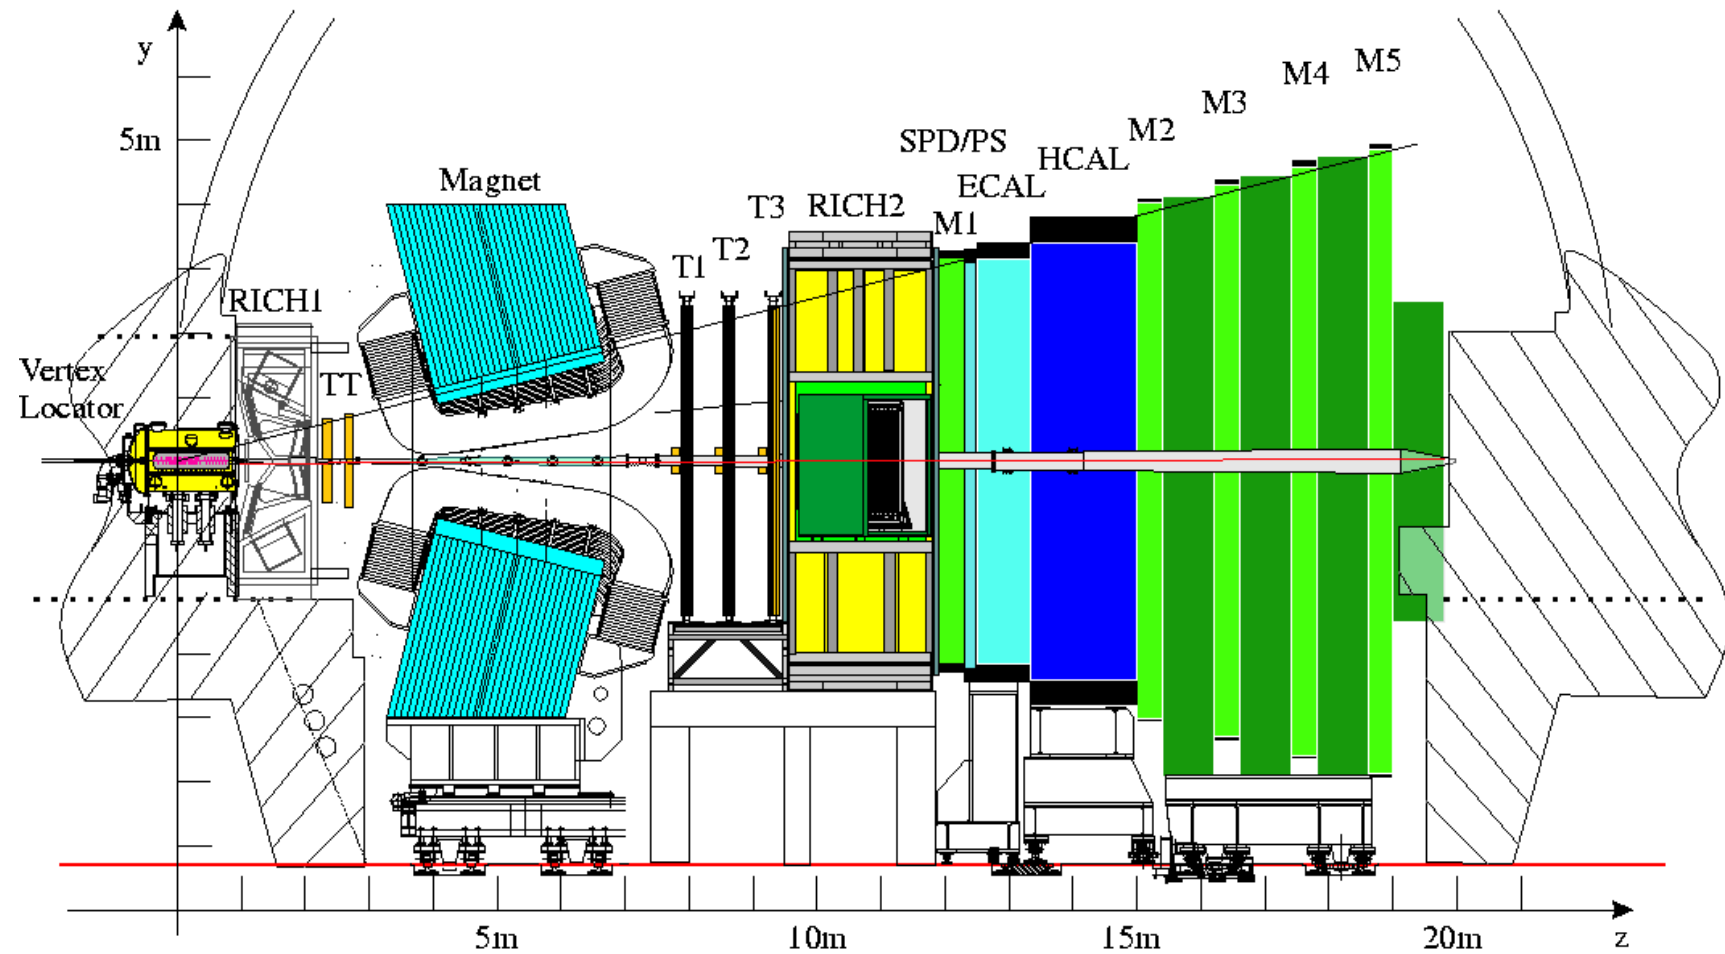 y
5m
Magnet
RICH1
Vertex
Locator
TT
T1
T2
T3
RICH2
M1
SPD/PS
ECAL
HCAL
M2
M3
M4
M5
5m
10m
15m
20m
z